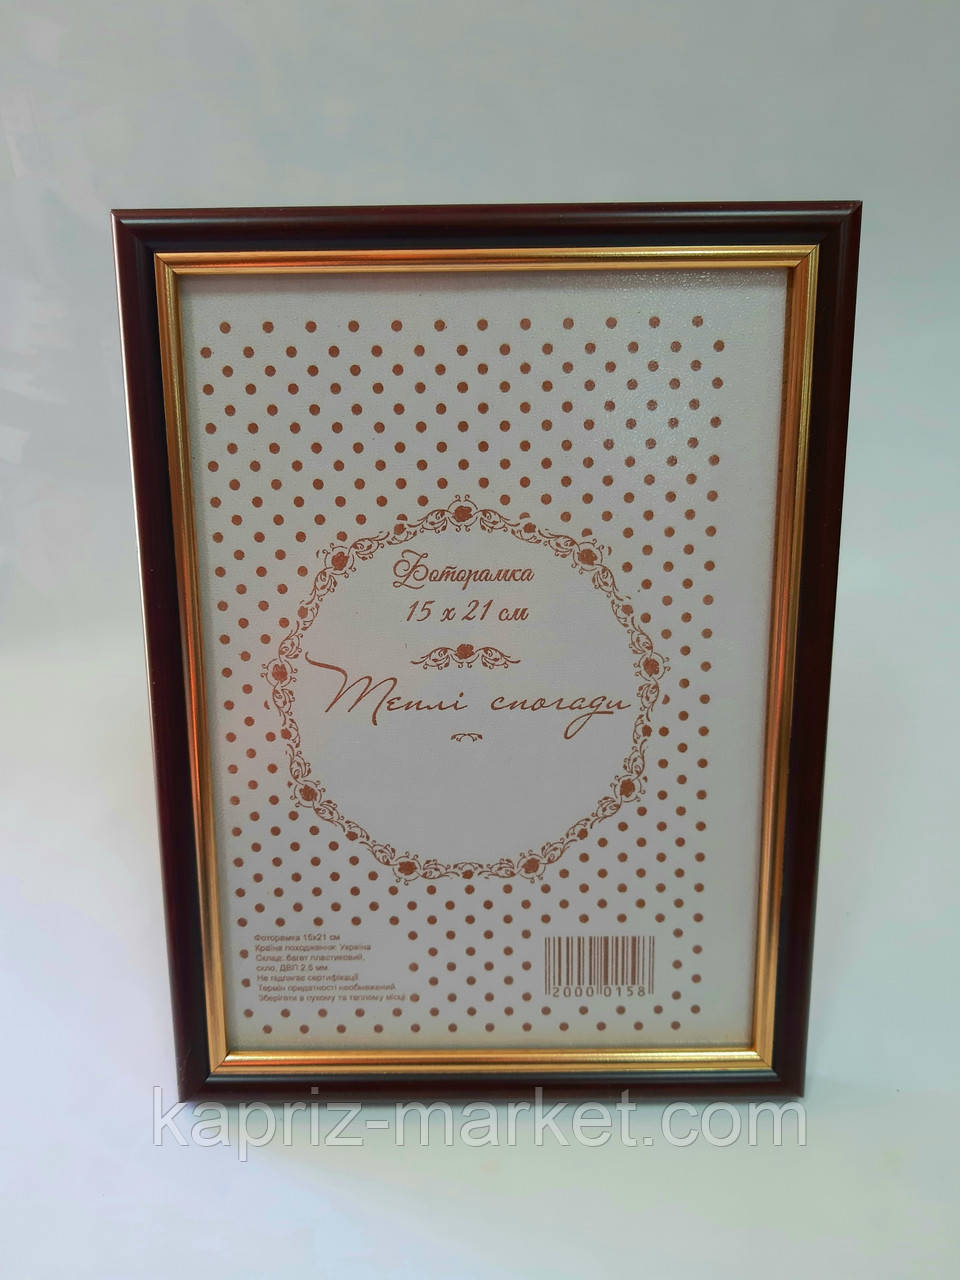 Фоторамка
15 х 21 см
Теплі спогади
Фоторамка 15х21 см
Країна походження: Україна
Склад: багет пластиковий,
скло, ДВП 2,5 мм.
Не підлягає сертифікації
Термін придатності необмежений.
Зберігати в сухому та теплому місці
2000 0158
kapriz-market.com